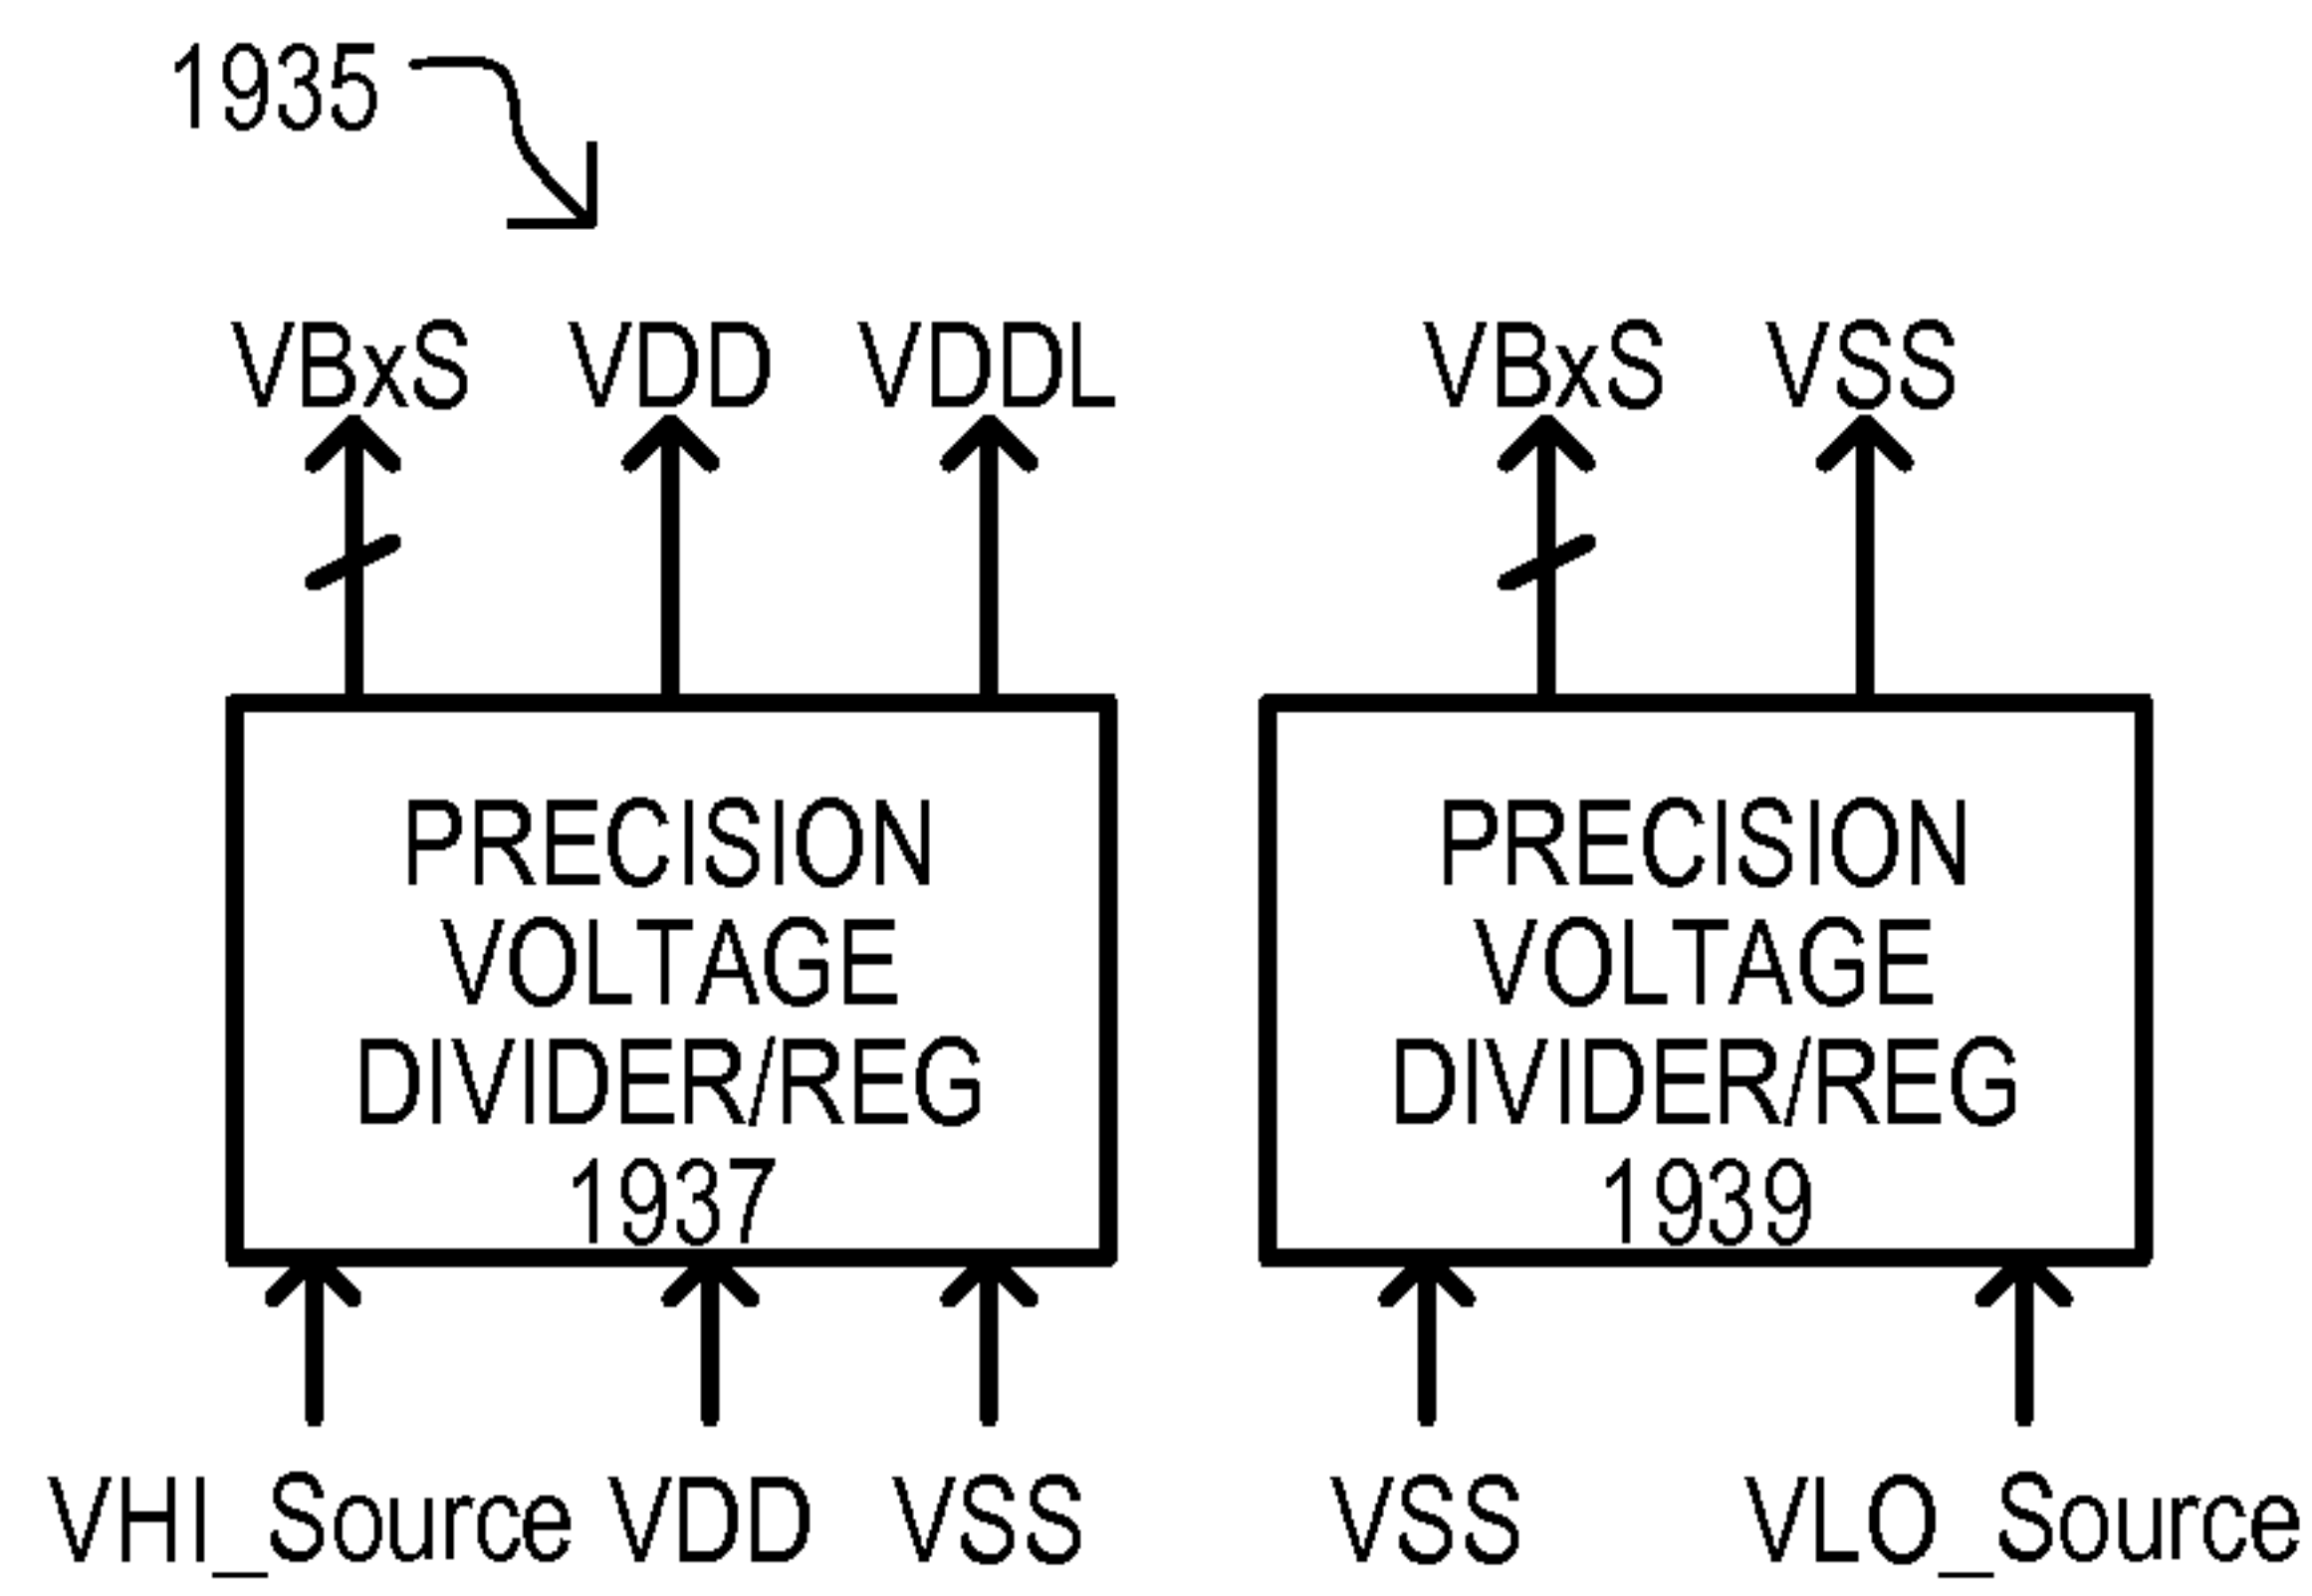 1935
VBxS VDD VDDL VBxS VSS
PRECISION
VOLTAGE
DIVIDER/REG
1937
PRECISION
VOLTAGE
DIVIDER/REG
1939
VHI_Source VDD VSS VSS VLO_Source